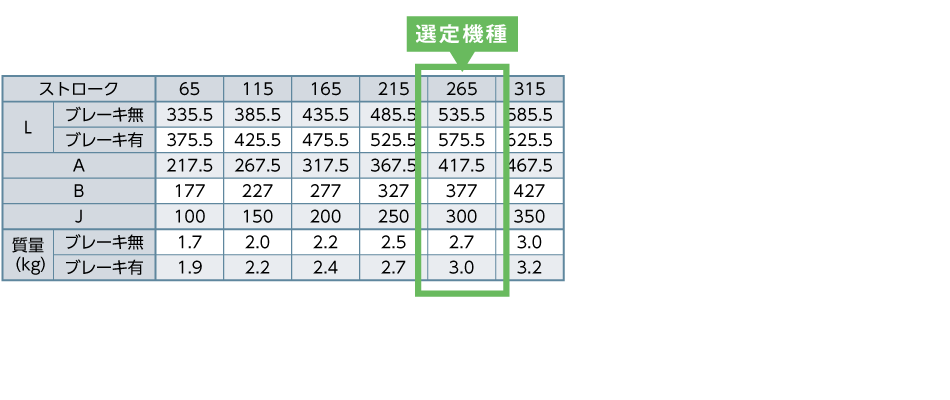 選定機種
ストローク 65 115 165 215 265 315
L ブレーキ無 335.5 385.5 435.5 485.5 535.5 585.5
ブレーキ有 375.5 425.5 475.5 525.5 575.5 625.5
A 217.5 267.5 317.5 367.5 417.5 467.5
B 177 227 277 327 377 427
J 100 150 200 250 300 350
質量 (kg) ブレーキ無 1.7 2.0 2.2 2.5 2.7 3.0
ブレーキ有 1.9 2.2 2.4 2.7 3.0 3.2